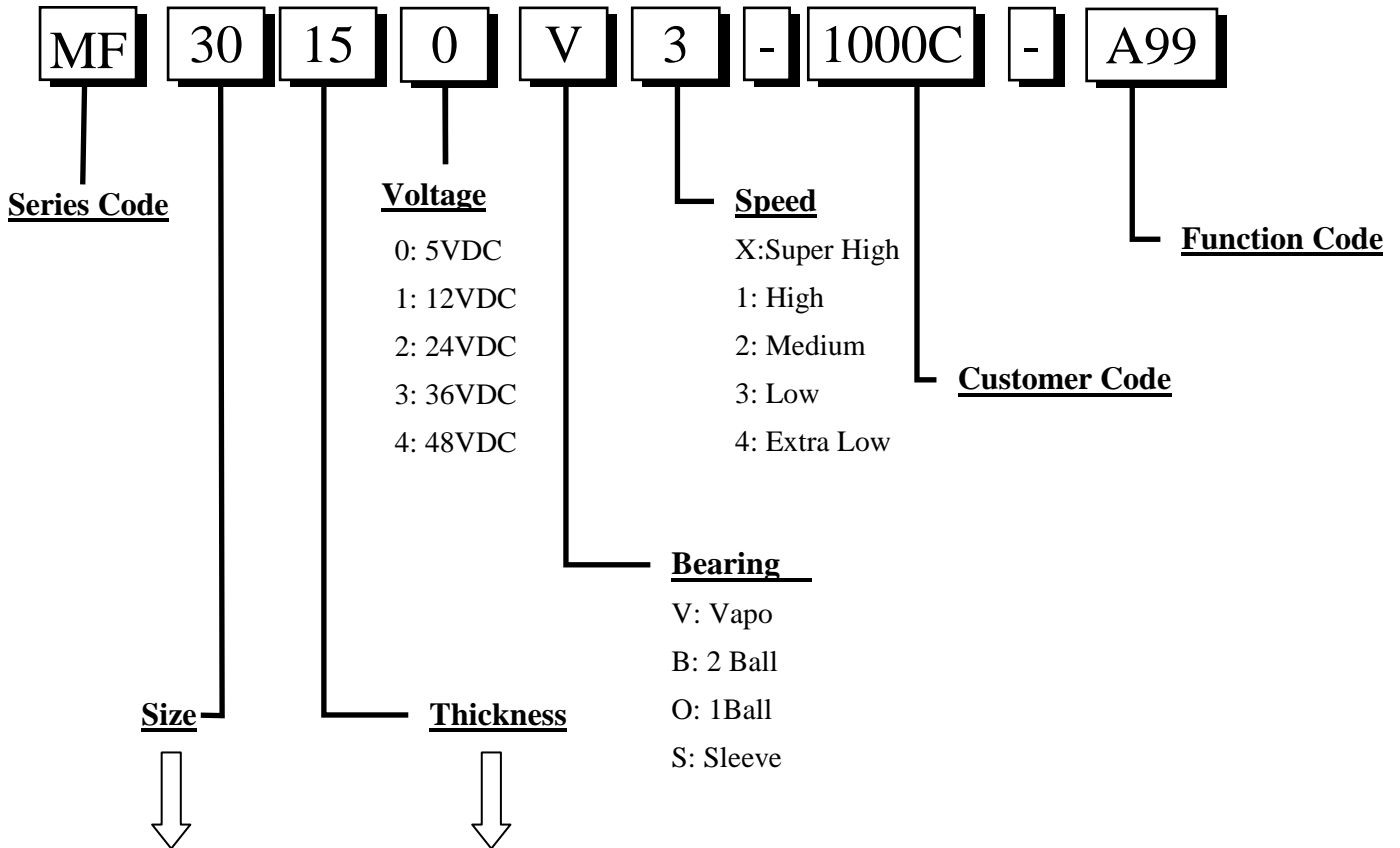 MF 30 15 0 V 3 - 1000C - A99
Series Code
Voltage
0: 5VDC
1: 12VDC
2: 24VDC
3: 36VDC
4: 48VDC
Speed
X:Super High
1: High
2: Medium
3: Low
4: Extra Low
Function Code
Customer Code
Bearing
V: Vapo
B: 2 Ball
O: 1Ball
S: Sleeve
Size
Thickness